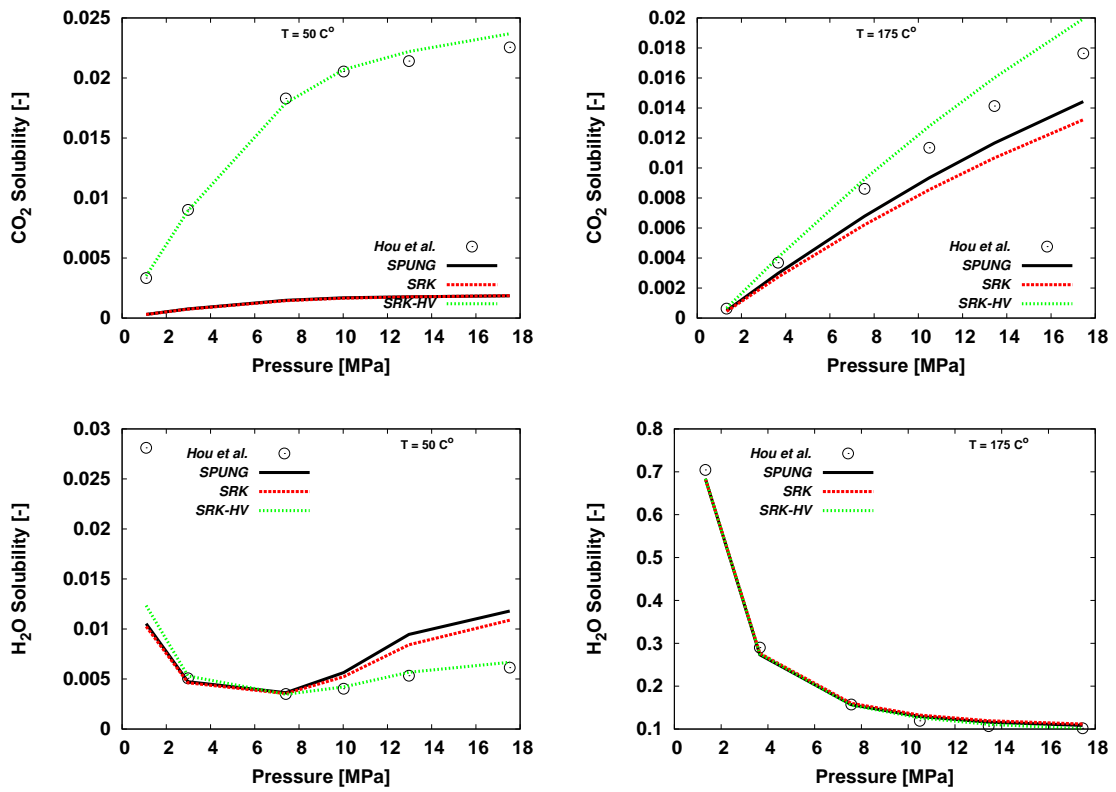 T = 50 C°
CO2 Solubility [-]
0.025
0.02
0.015
0.01
0.005
0
Hou et al.
SPUNG
SRK
SRK-HV
0 2 4 6 8 10 12 14 16 18
Pressure [MPa]
T = 175 C°
CO2 Solubility [-]
0.02
0.018
0.016
0.014
0.012
0.01
0.008
0.006
0.004
0.002
0
Hou et al.
SPUNG
SRK
SRK-HV
0 2 4 6 8 10 12 14 16 18
Pressure [MPa]
T = 50 C°
H2O Solubility [-]
0.03
0.025
0.02
0.015
0.01
0.005
0
Hou et al.
SPUNG
SRK
SRK-HV
0 2 4 6 8 10 12 14 16 18
Pressure [MPa]
T = 175 C°
H2O Solubility [-]
0.8
0.7
0.6
0.5
0.4
0.3
0.2
0.1
Hou et al.
SPUNG
SRK
SRK-HV
0 2 4 6 8 10 12 14 16 18
Pressure [MPa]